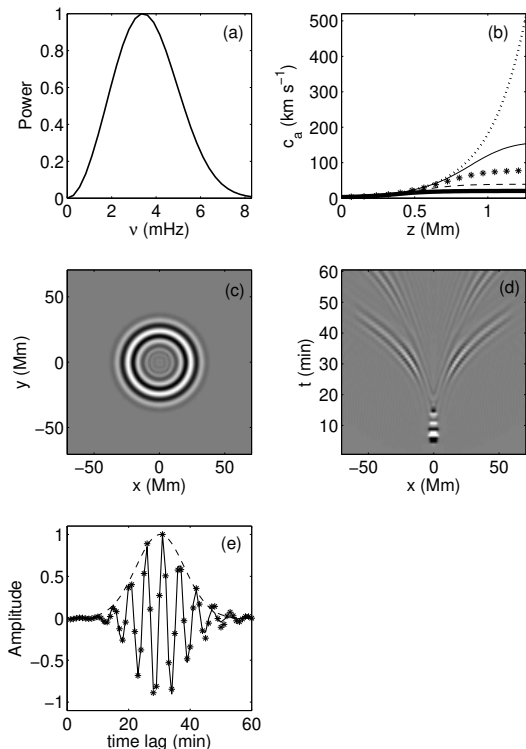 1
0.8
0.6
0.4
0.2
0
0 2 4 6 8
Power
ν (mHz)
(a)
500
400
300
200
100
0
0 0.5 1
c_a (km s⁻¹)
z (Mm)
(b)
50
0
−50
−50 0 50
y (Mm)
x (Mm)
(c)
60
50
40
30
20
10
−50 0 50
t (min)
x (Mm)
(d)
1
0.5
0
−0.5
−1
0 20 40 60
Amplitude
time lag (min)
(e)